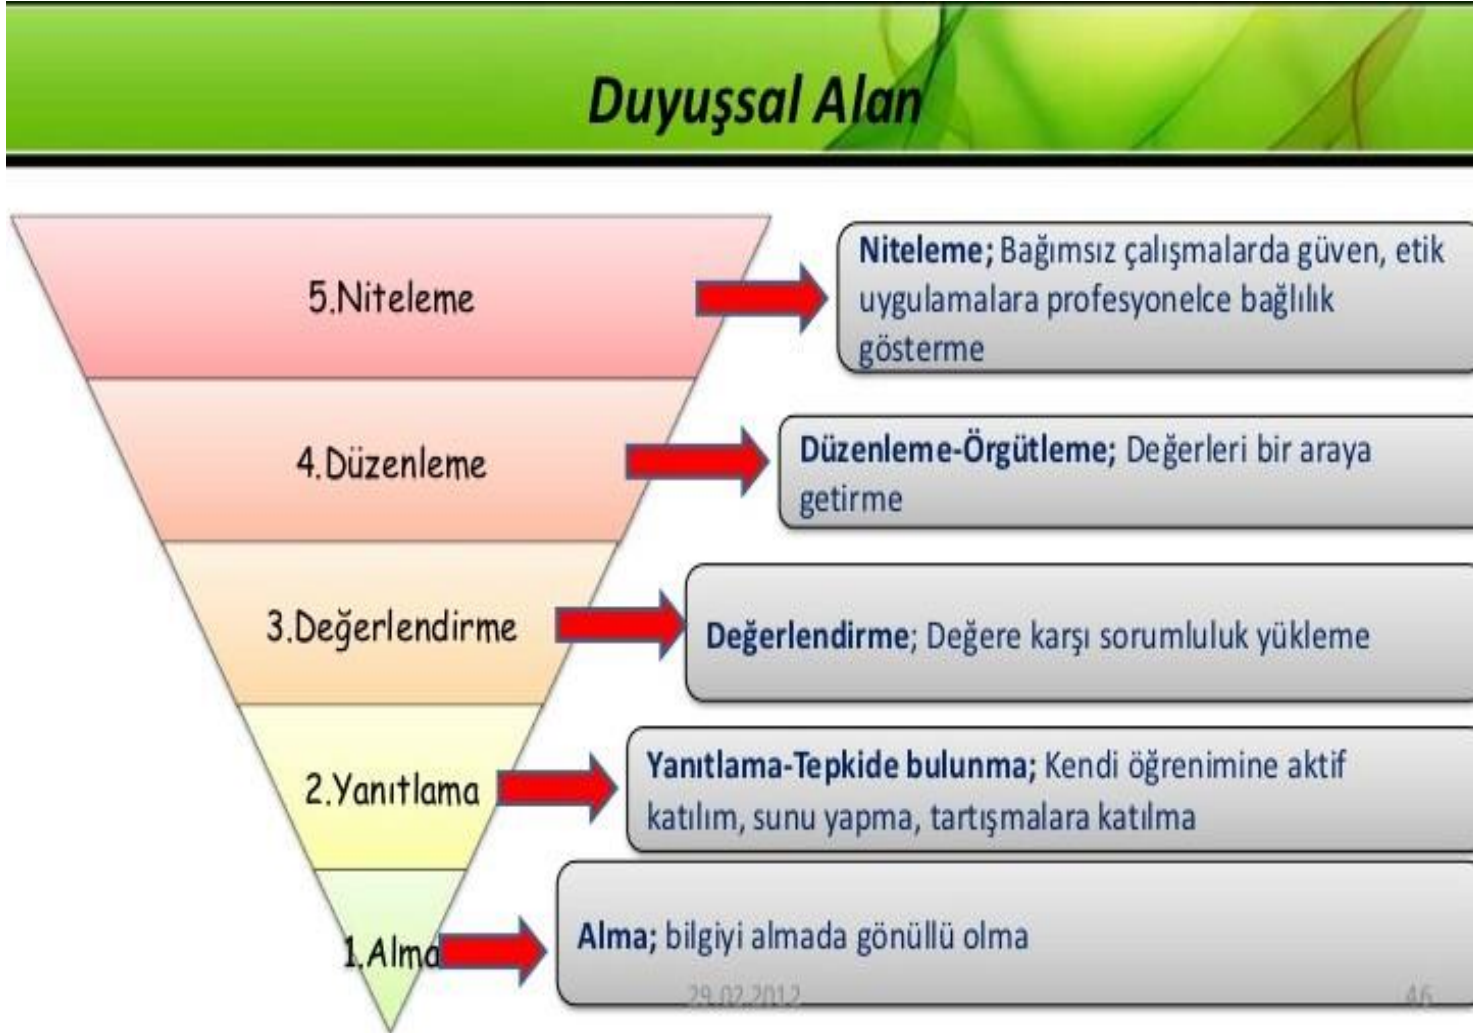 Duyuşsal Alan
5.Niteleme
Niteleme; Bağımsız çalışmalarda güven, etik
uygulamalara profesyonelce bağlılık
gösterme
4.Düzenleme
Düzenleme-Örgütleme; Değerleri bir araya
getirme
3.Değerlendirme
Değerlendirme; Değere karşı sorumluluk yükleme
2.Yanıtlama
Yanıtlama-Tepkide bulunma; Kendi öğrenimine aktif
katılım, sunu yapma, tartışmalara katılma
1.Alma
Alma; bilgiyi almada gönüllü olma
29.02.2012
46